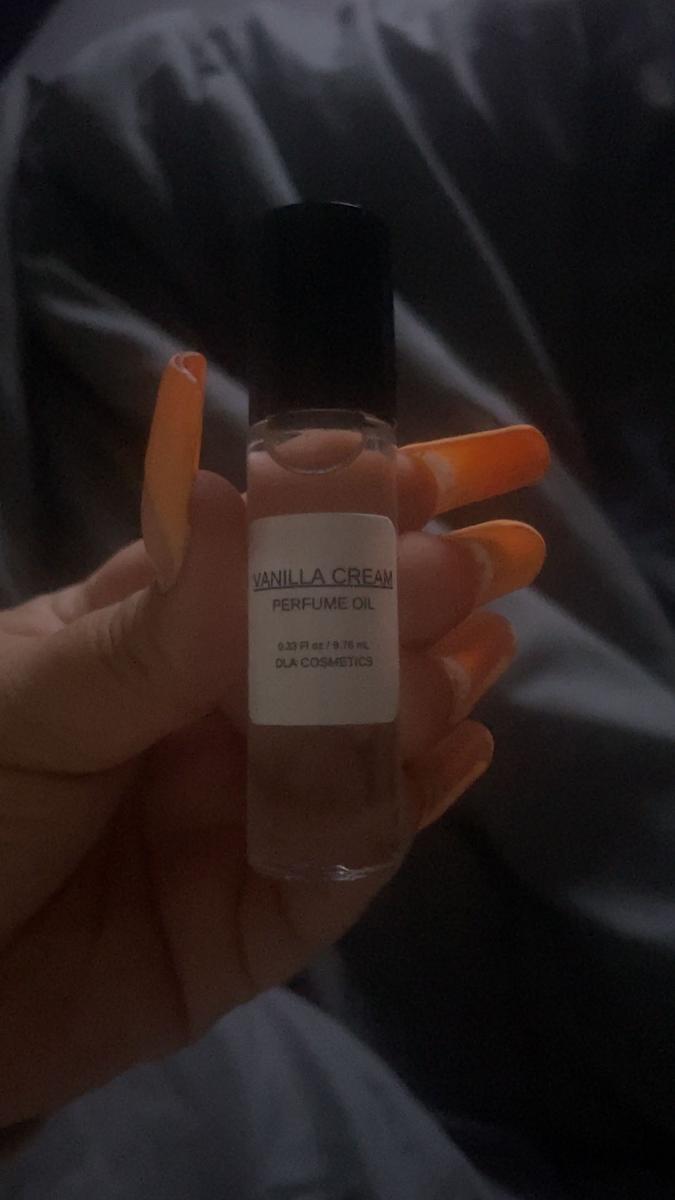 VANILLA CREAM
PERFUME OIL
0.33 Fl oz / 9.76 mL
DLA COSMETICS